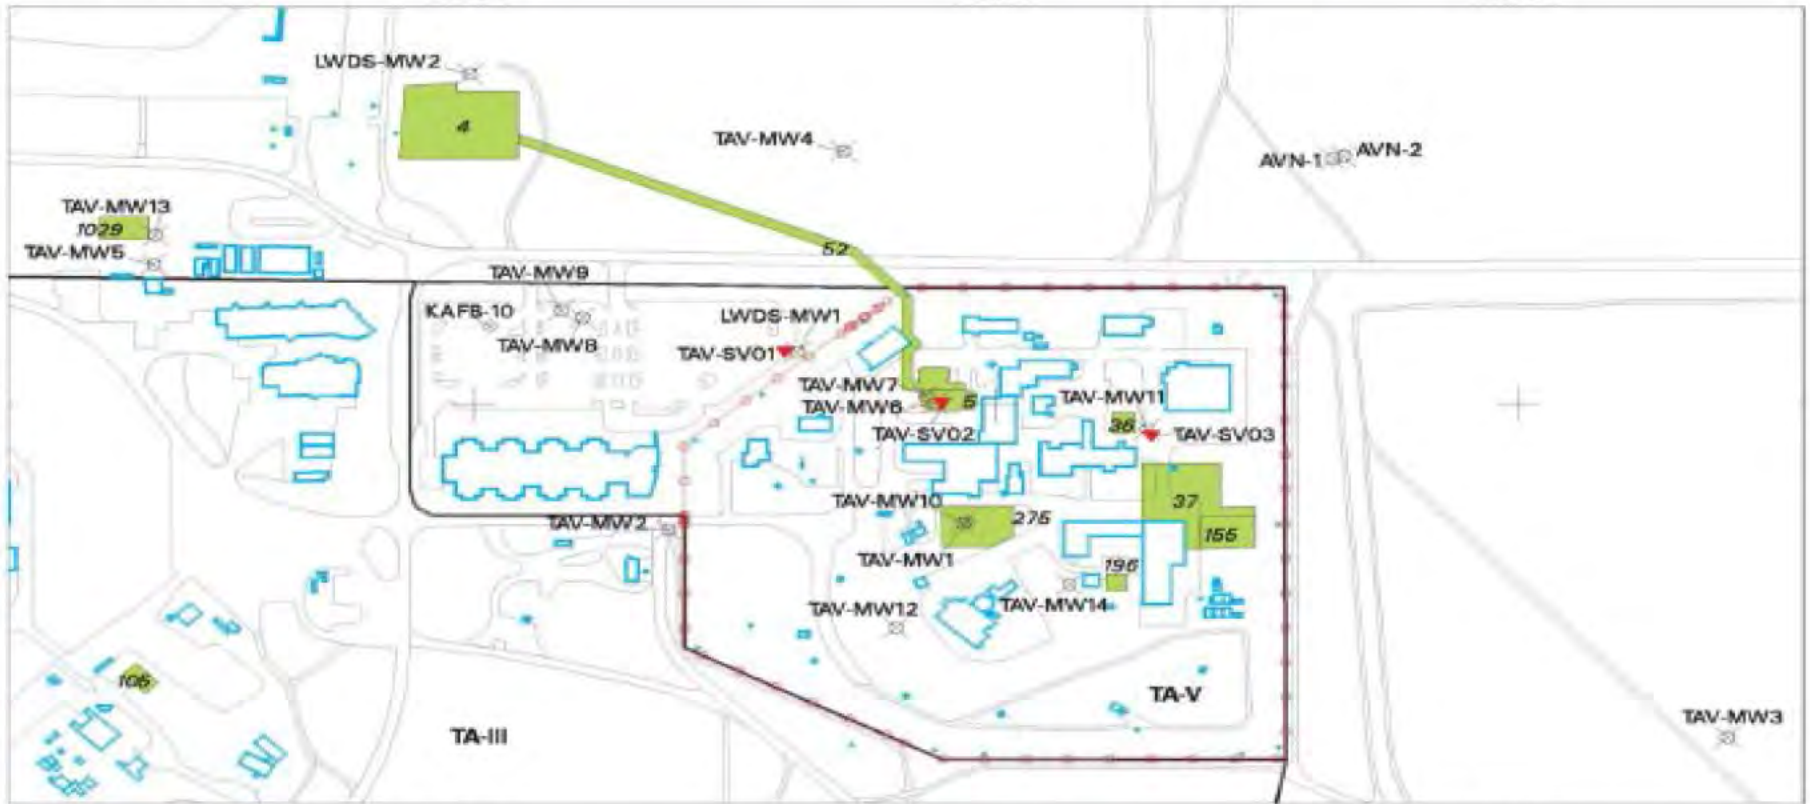 LWDS-MW2
4
TAV-MW4
AVN-1
AVN-2
TAV-MW13
1029
TAV-MW5
52
TAV-MW9
KAFB-10
LWDS-MW1
TAV-MW8
TAV-SV01
TAV-MW7
TAV-MW6
5
TAV-MW11
36
TAV-SV02
TAV-SV03
TAV-MW10
37
275
TAV-MW2
155
TAV-MW1
196
TAV-MW12
TAV-MW14
105
TA-V
TA-III
TAV-MW3